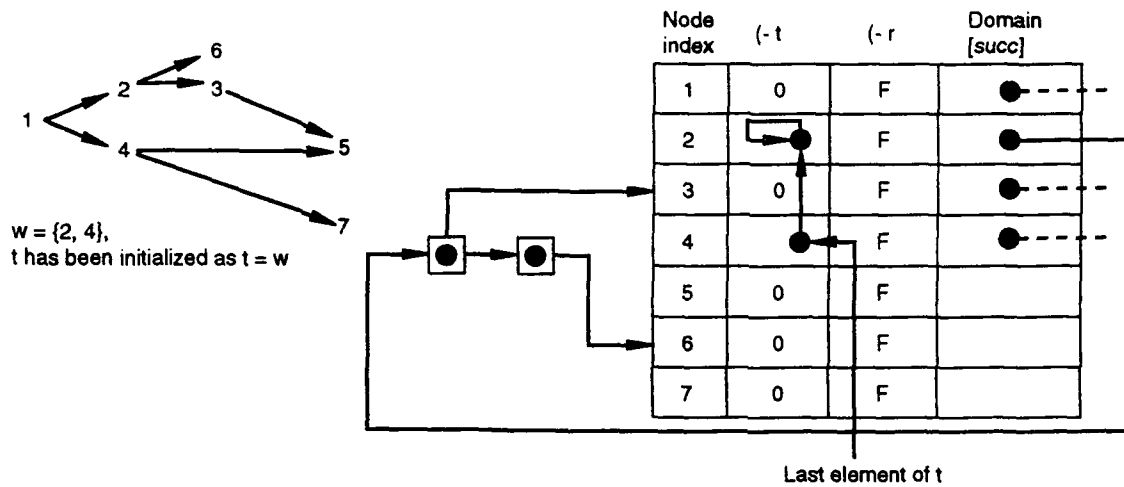 6
2
3
1
4
5
7
w = {2, 4},
t has been initialized as t = w
Node index
(- t
(- r
Domain [succ]
1 0 F
2 F
3 0 F
4 F
5 0 F
6 0 F
7 0 F
Last element of t